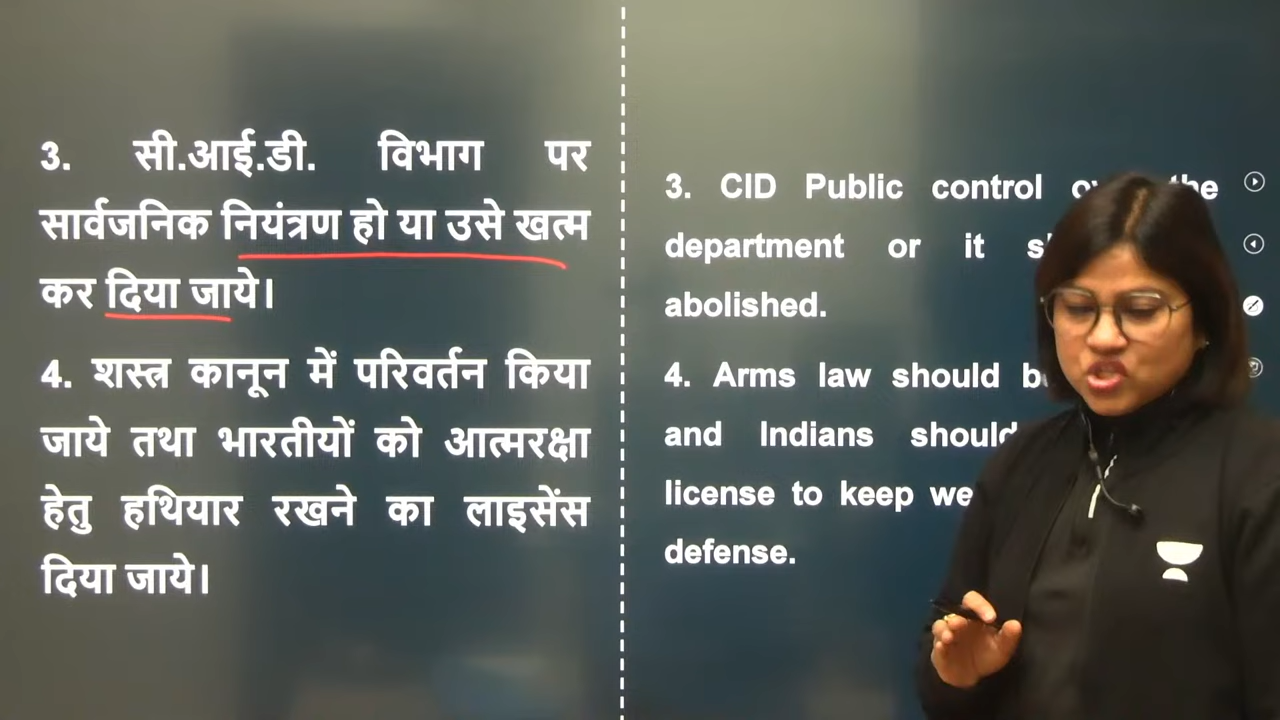 3. सी.आई.डी. विभाग पर
सार्वजनिक नियंत्रण हो या उसे खत्म
कर दिया जाये।
4. शस्त्र कानून में परिवर्तन किया
जाये तथा भारतीयों को आत्मरक्षा
हेतु हथियार रखने का लाइसेंस
दिया जाये।
3. CID Public control the
department or it
abolished.
4. Arms law should
and Indians should
license to keep
defense.